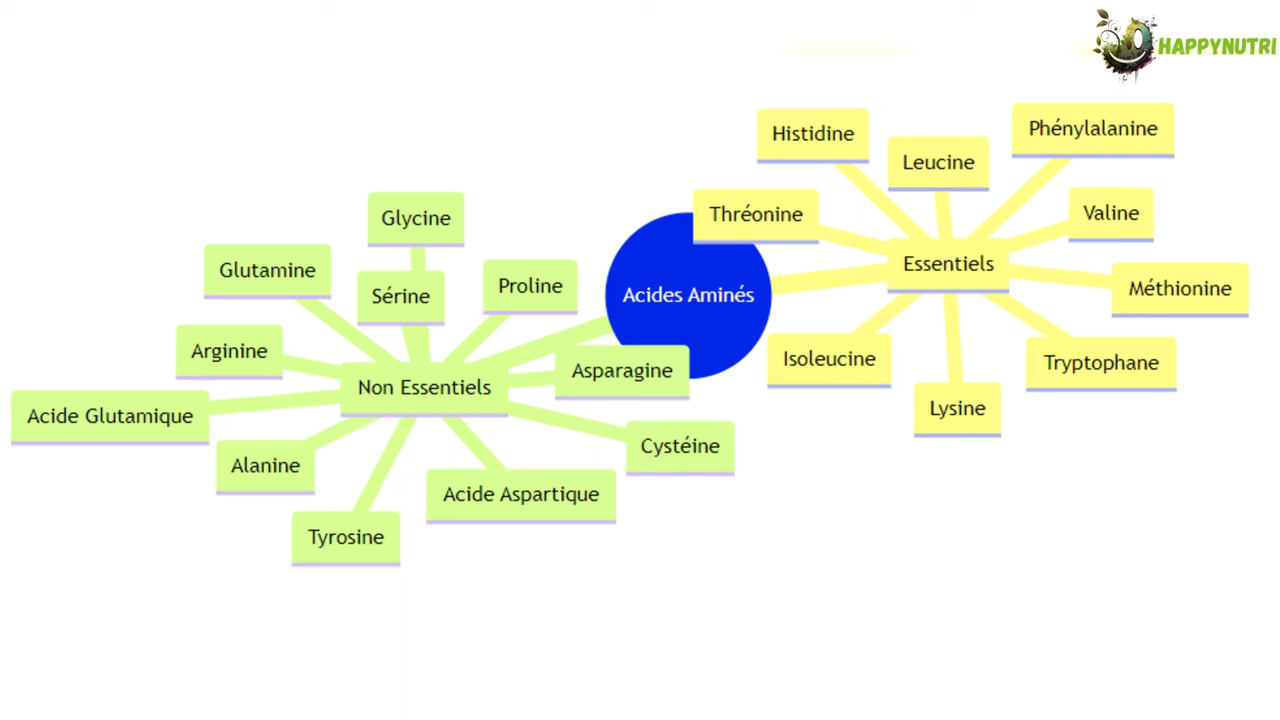 HAPPYNUTRI
Acides Aminés
Essentiels
Histidine
Leucine
Phénylalanine
Thréonine
Valine
Méthionine
Isoleucine
Tryptophane
Lysine
Non Essentiels
Glycine
Glutamine
Sérine
Proline
Arginine
Asparagine
Acide Glutamique
Cystéine
Alanine
Acide Aspartique
Tyrosine